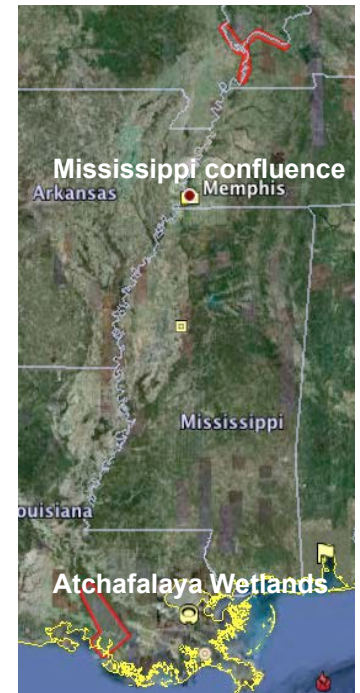 Mississippi confluence
Arkansas
Memphis
Mississippi
ouisiana
Atchafalaya Wetlands